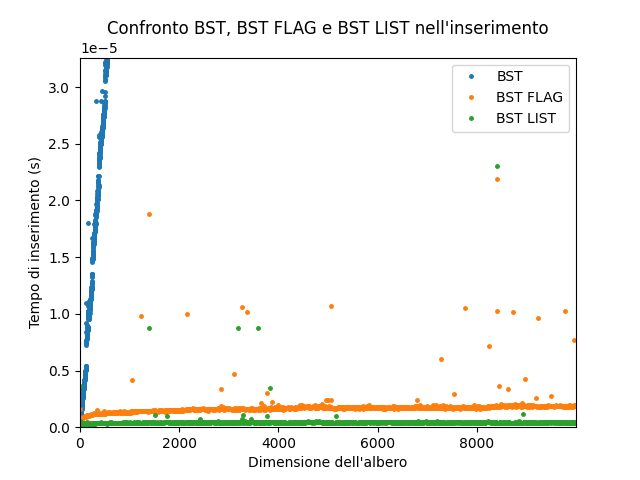 Confronto BST, BST FLAG e BST LIST nell'inserimento
1e−5
BST
BST FLAG
BST LIST
3.0
2.5
2.0
1.5
1.0
0.5
0.0
Tempo di inserimento (s)
0 2000 4000 6000 8000
Dimensione dell'albero